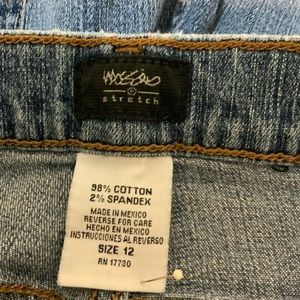 mossimo
stretch
98% COTTON
2% SPANDEX
MADE IN MEXICO
REVERSE FOR CARE
HECHO EN MEXICO
INSTRUCCIONES AL REVERSO
SIZE 12
RN 17730